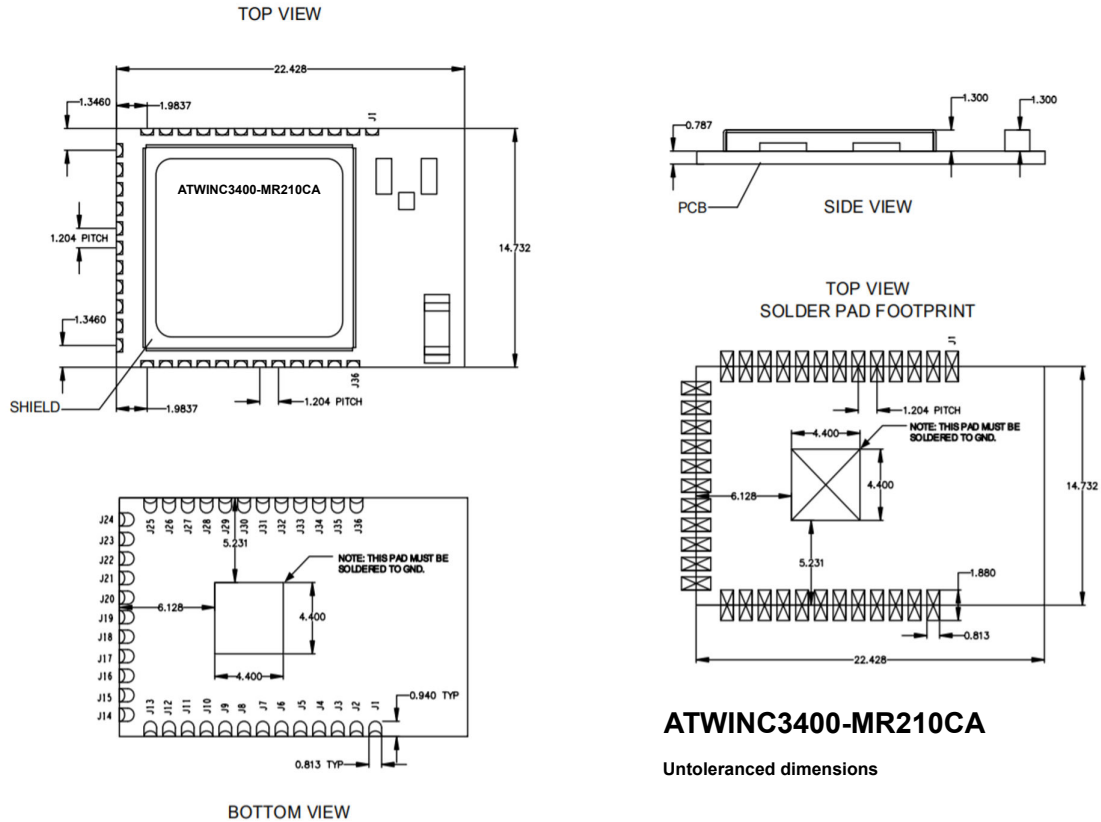 TOP VIEW
22.428
1.3460
1.9837
J1
ATWINC3400-MR210CA
1.204 PITCH
14.732
1.3460
J36
SHIELD
1.9837
1.204 PITCH
1.300
1.300
0.787
PCB
SIDE VIEW
TOP VIEW
SOLDER PAD FOOTPRINT
J1
1.204 PITCH
4.400
NOTE: THIS PAD MUST BE
SOLDERED TO GND.
4.400
6.128
14.732
5.231
1.880
0.813
22.428
J24
J23
J22
J21
J20
J19
J18
J17
J16
J15
J14
J25
J26
J27
J28
J29
J30
J31
J32
J33
J34
J35
J36
5.231
NOTE: THIS PAD MUST BE
SOLDERED TO GND.
6.128
4.400
4.400
J13
J12
J11
J10
J9
J8
J7
J6
J5
J4
J3
J2
J1
0.940 TYP
0.813 TYP
BOTTOM VIEW
ATWINC3400-MR210CA
Untoleranced dimensions